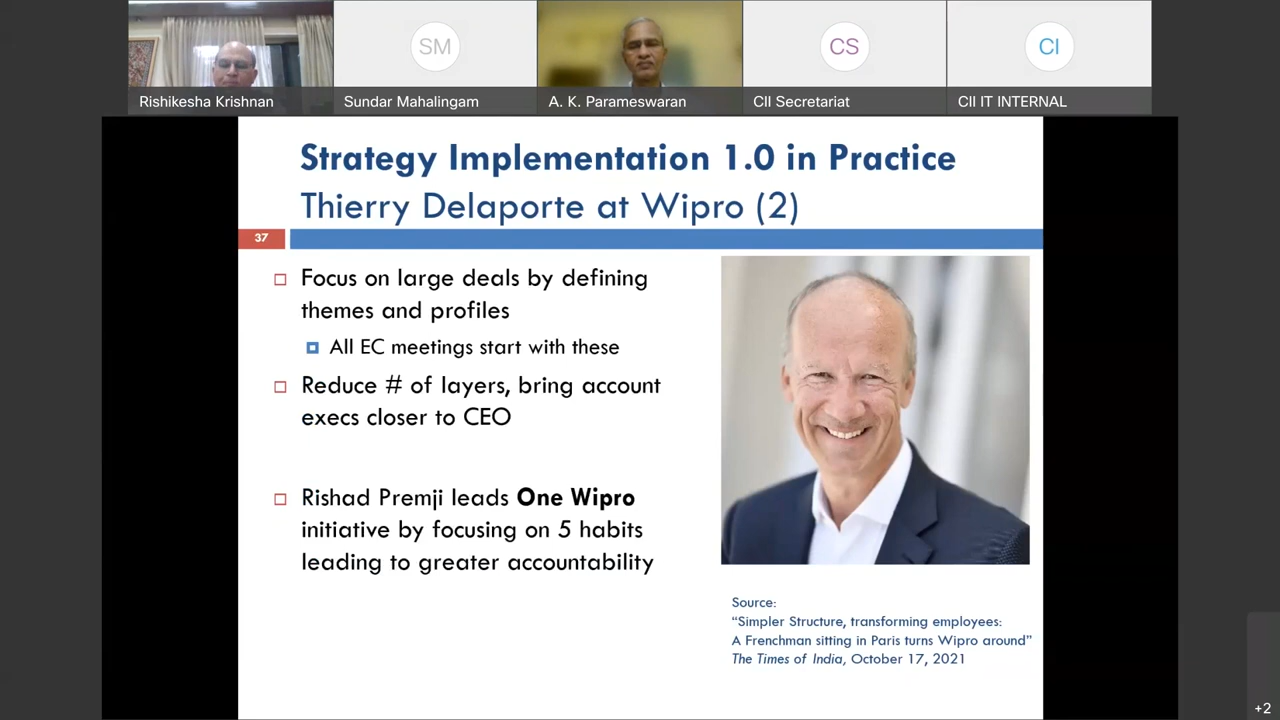 SM
CS
CI
Rishikesha Krishnan
Sundar Mahalingam
A. K. Parameswaran
CII Secretariat
CII IT INTERNAL
Strategy Implementation 1.0 in Practice
Thierry Delaporte at Wipro (2)
37
Focus on large deals by defining
themes and profiles
All EC meetings start with these
Reduce # of layers, bring account
execs closer to CEO
Rishad Premji leads One Wipro
initiative by focusing on 5 habits
leading to greater accountability
Source:
“Simpler Structure, transforming employees:
A Frenchman sitting in Paris turns Wipro around”
The Times of India, October 17, 2021
+2